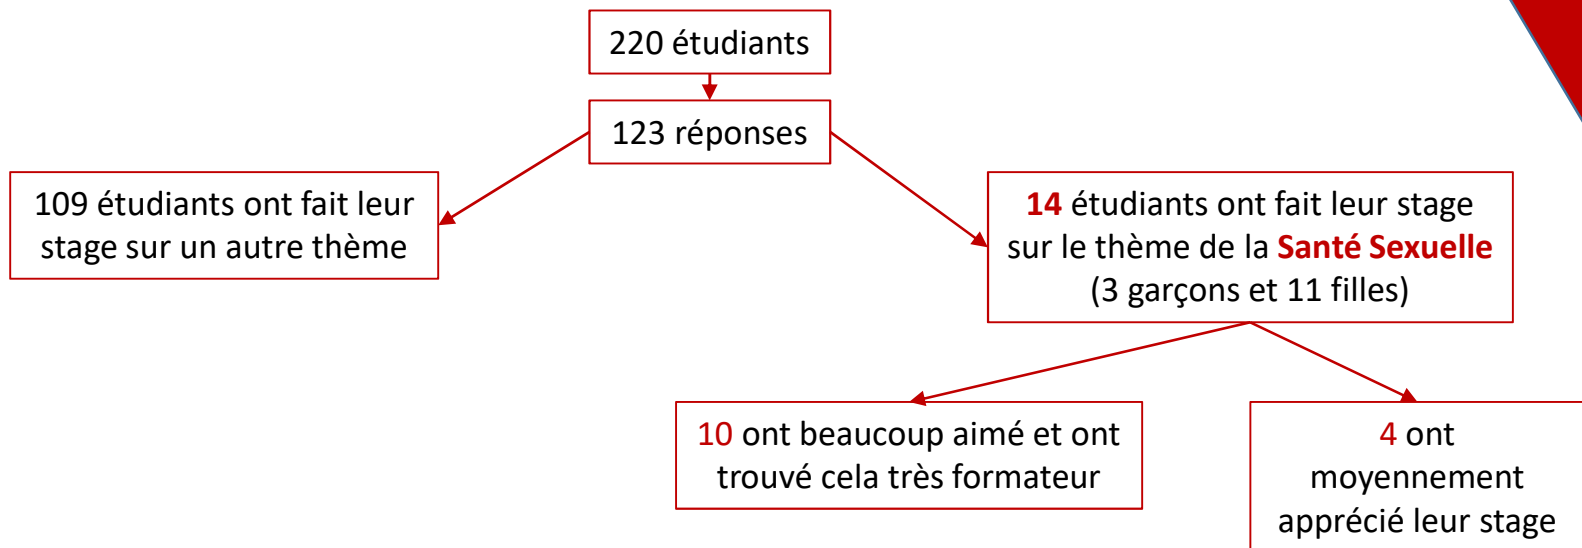 220 étudiants
123 réponses
109 étudiants ont fait leur
stage sur un autre thème
14 étudiants ont fait leur stage
sur le thème de la Santé Sexuelle
(3 garçons et 11 filles)
10 ont beaucoup aimé et ont
trouvé cela très formateur
4 ont
moyennement
apprécié leur stage